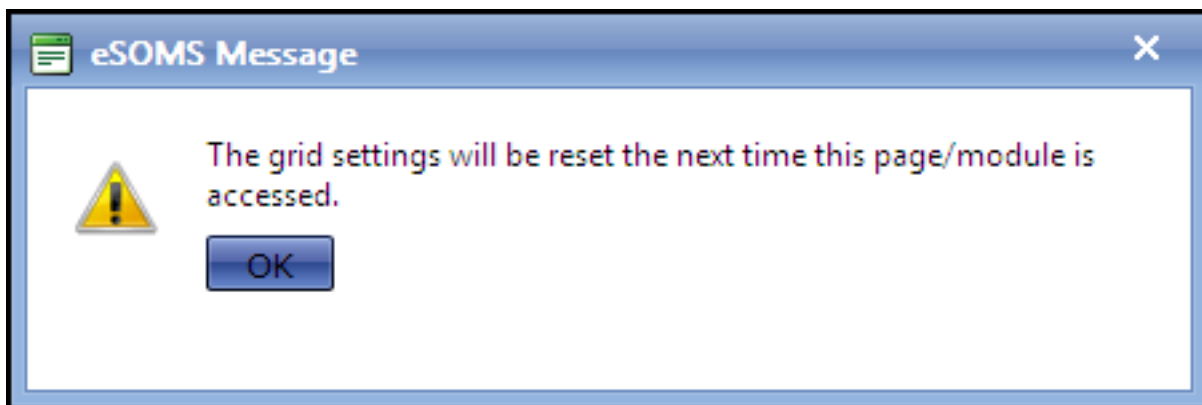 eSOMS Message
The grid settings will be reset the next time this page/module is
accessed.
OK